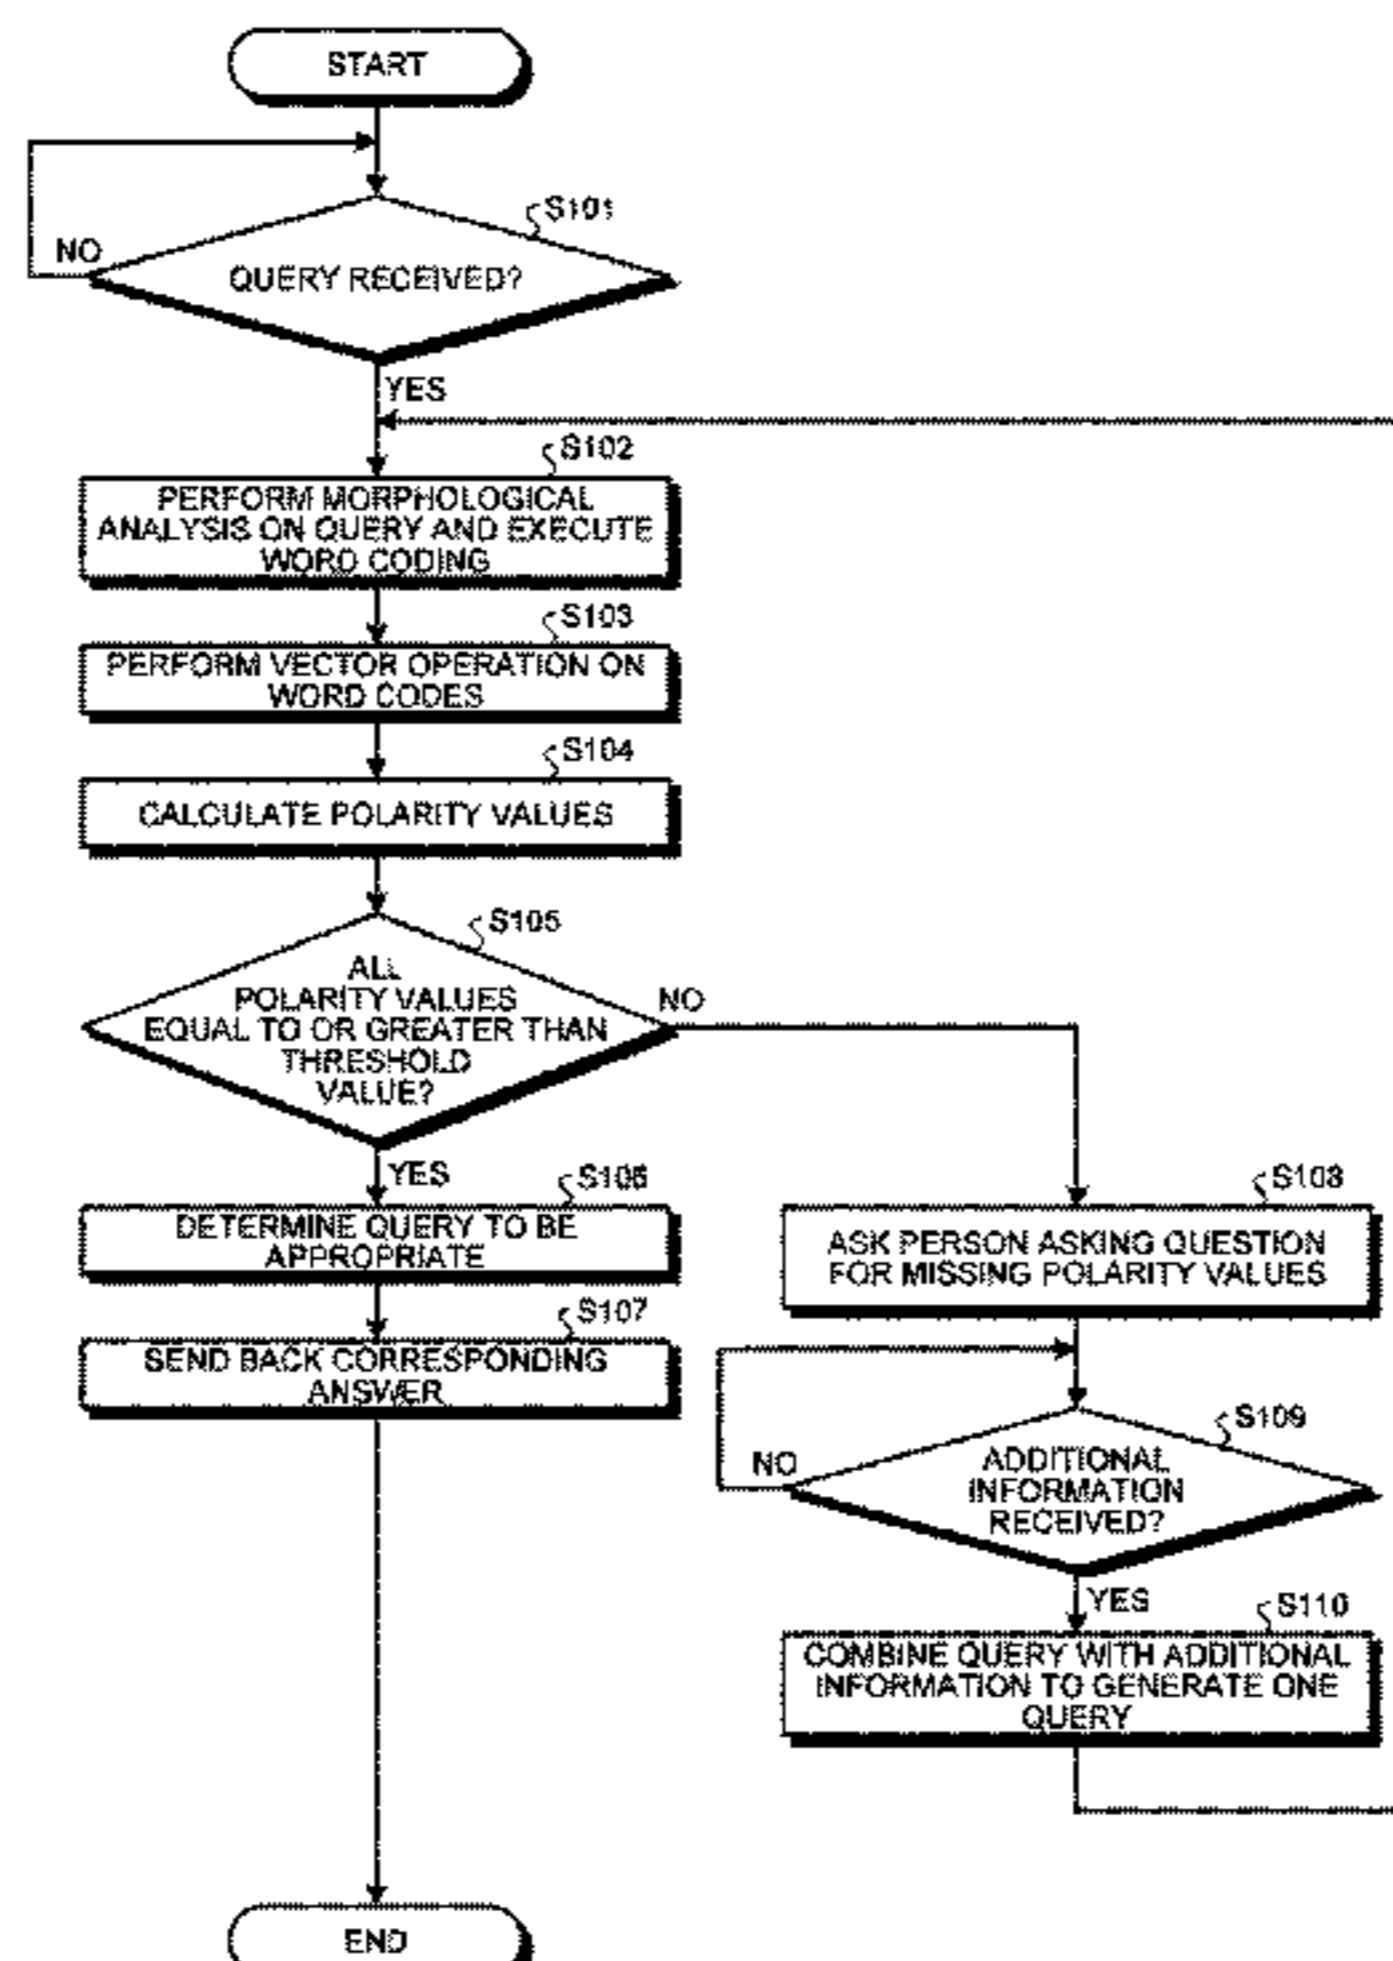 START
S101
NO
QUERY RECEIVED?
YES
S102
PERFORM MORPHOLOGICAL
ANALYSIS ON QUERY AND EXECUTE
WORD CODING
S103
PERFORM VECTOR OPERATION ON
WORD CODES
S104
CALCULATE POLARITY VALUES
S105
ALL
POLARITY VALUES
EQUAL TO OR GREATER THAN
THRESHOLD
VALUE?
NO
YES
S106
DETERMINE QUERY TO BE
APPROPRIATE
S107
SEND BACK CORRESPONDING
ANSWER
S108
ASK PERSON ASKING QUESTION
FOR MISSING POLARITY VALUES
S109
NO
ADDITIONAL
INFORMATION
RECEIVED?
YES
S110
COMBINE QUERY WITH ADDITIONAL
INFORMATION TO GENERATE ONE
QUERY
END